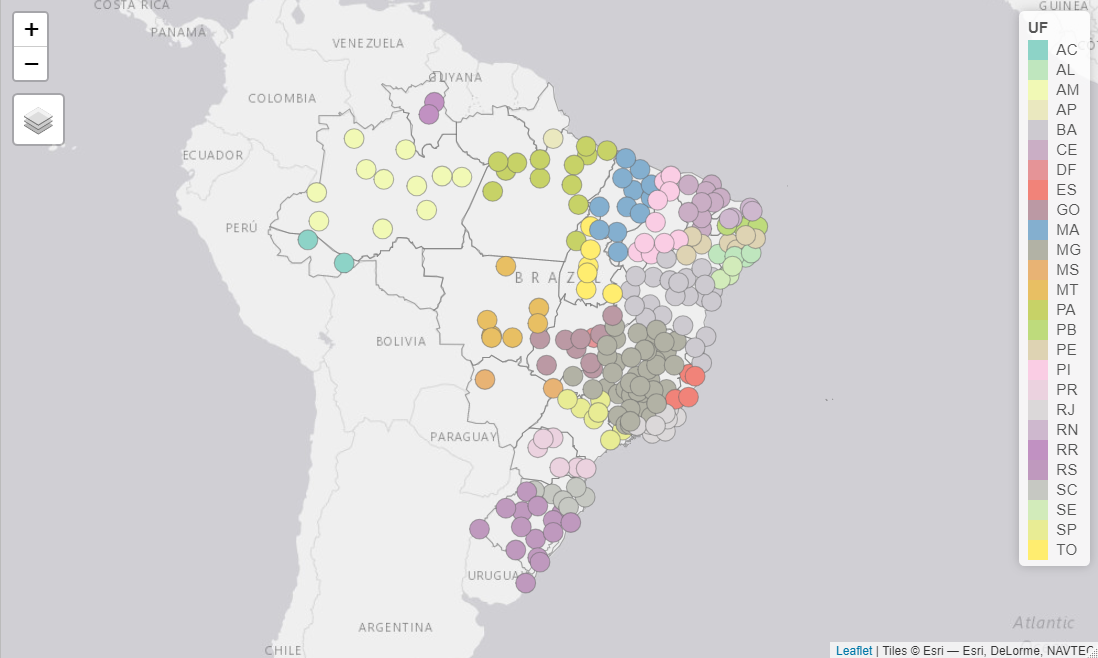 COSTA RICA
GUINEA
PANAMÁ
VENEZUELA
GUYANA
COLOMBIA
ECUADOR
PERÚ
BRAZIL
BOLIVIA
PARAGUAY
URUGUAY
ARGENTINA
CHILE
Atlantic
+
−
UF
AC
AL
AM
AP
BA
CE
DF
ES
GO
MA
MG
MS
MT
PA
PB
PE
PI
PR
RJ
RN
RR
RS
SC
SE
SP
TO
Leaflet | Tiles © Esri — Esri, DeLorme, NAVTEQ